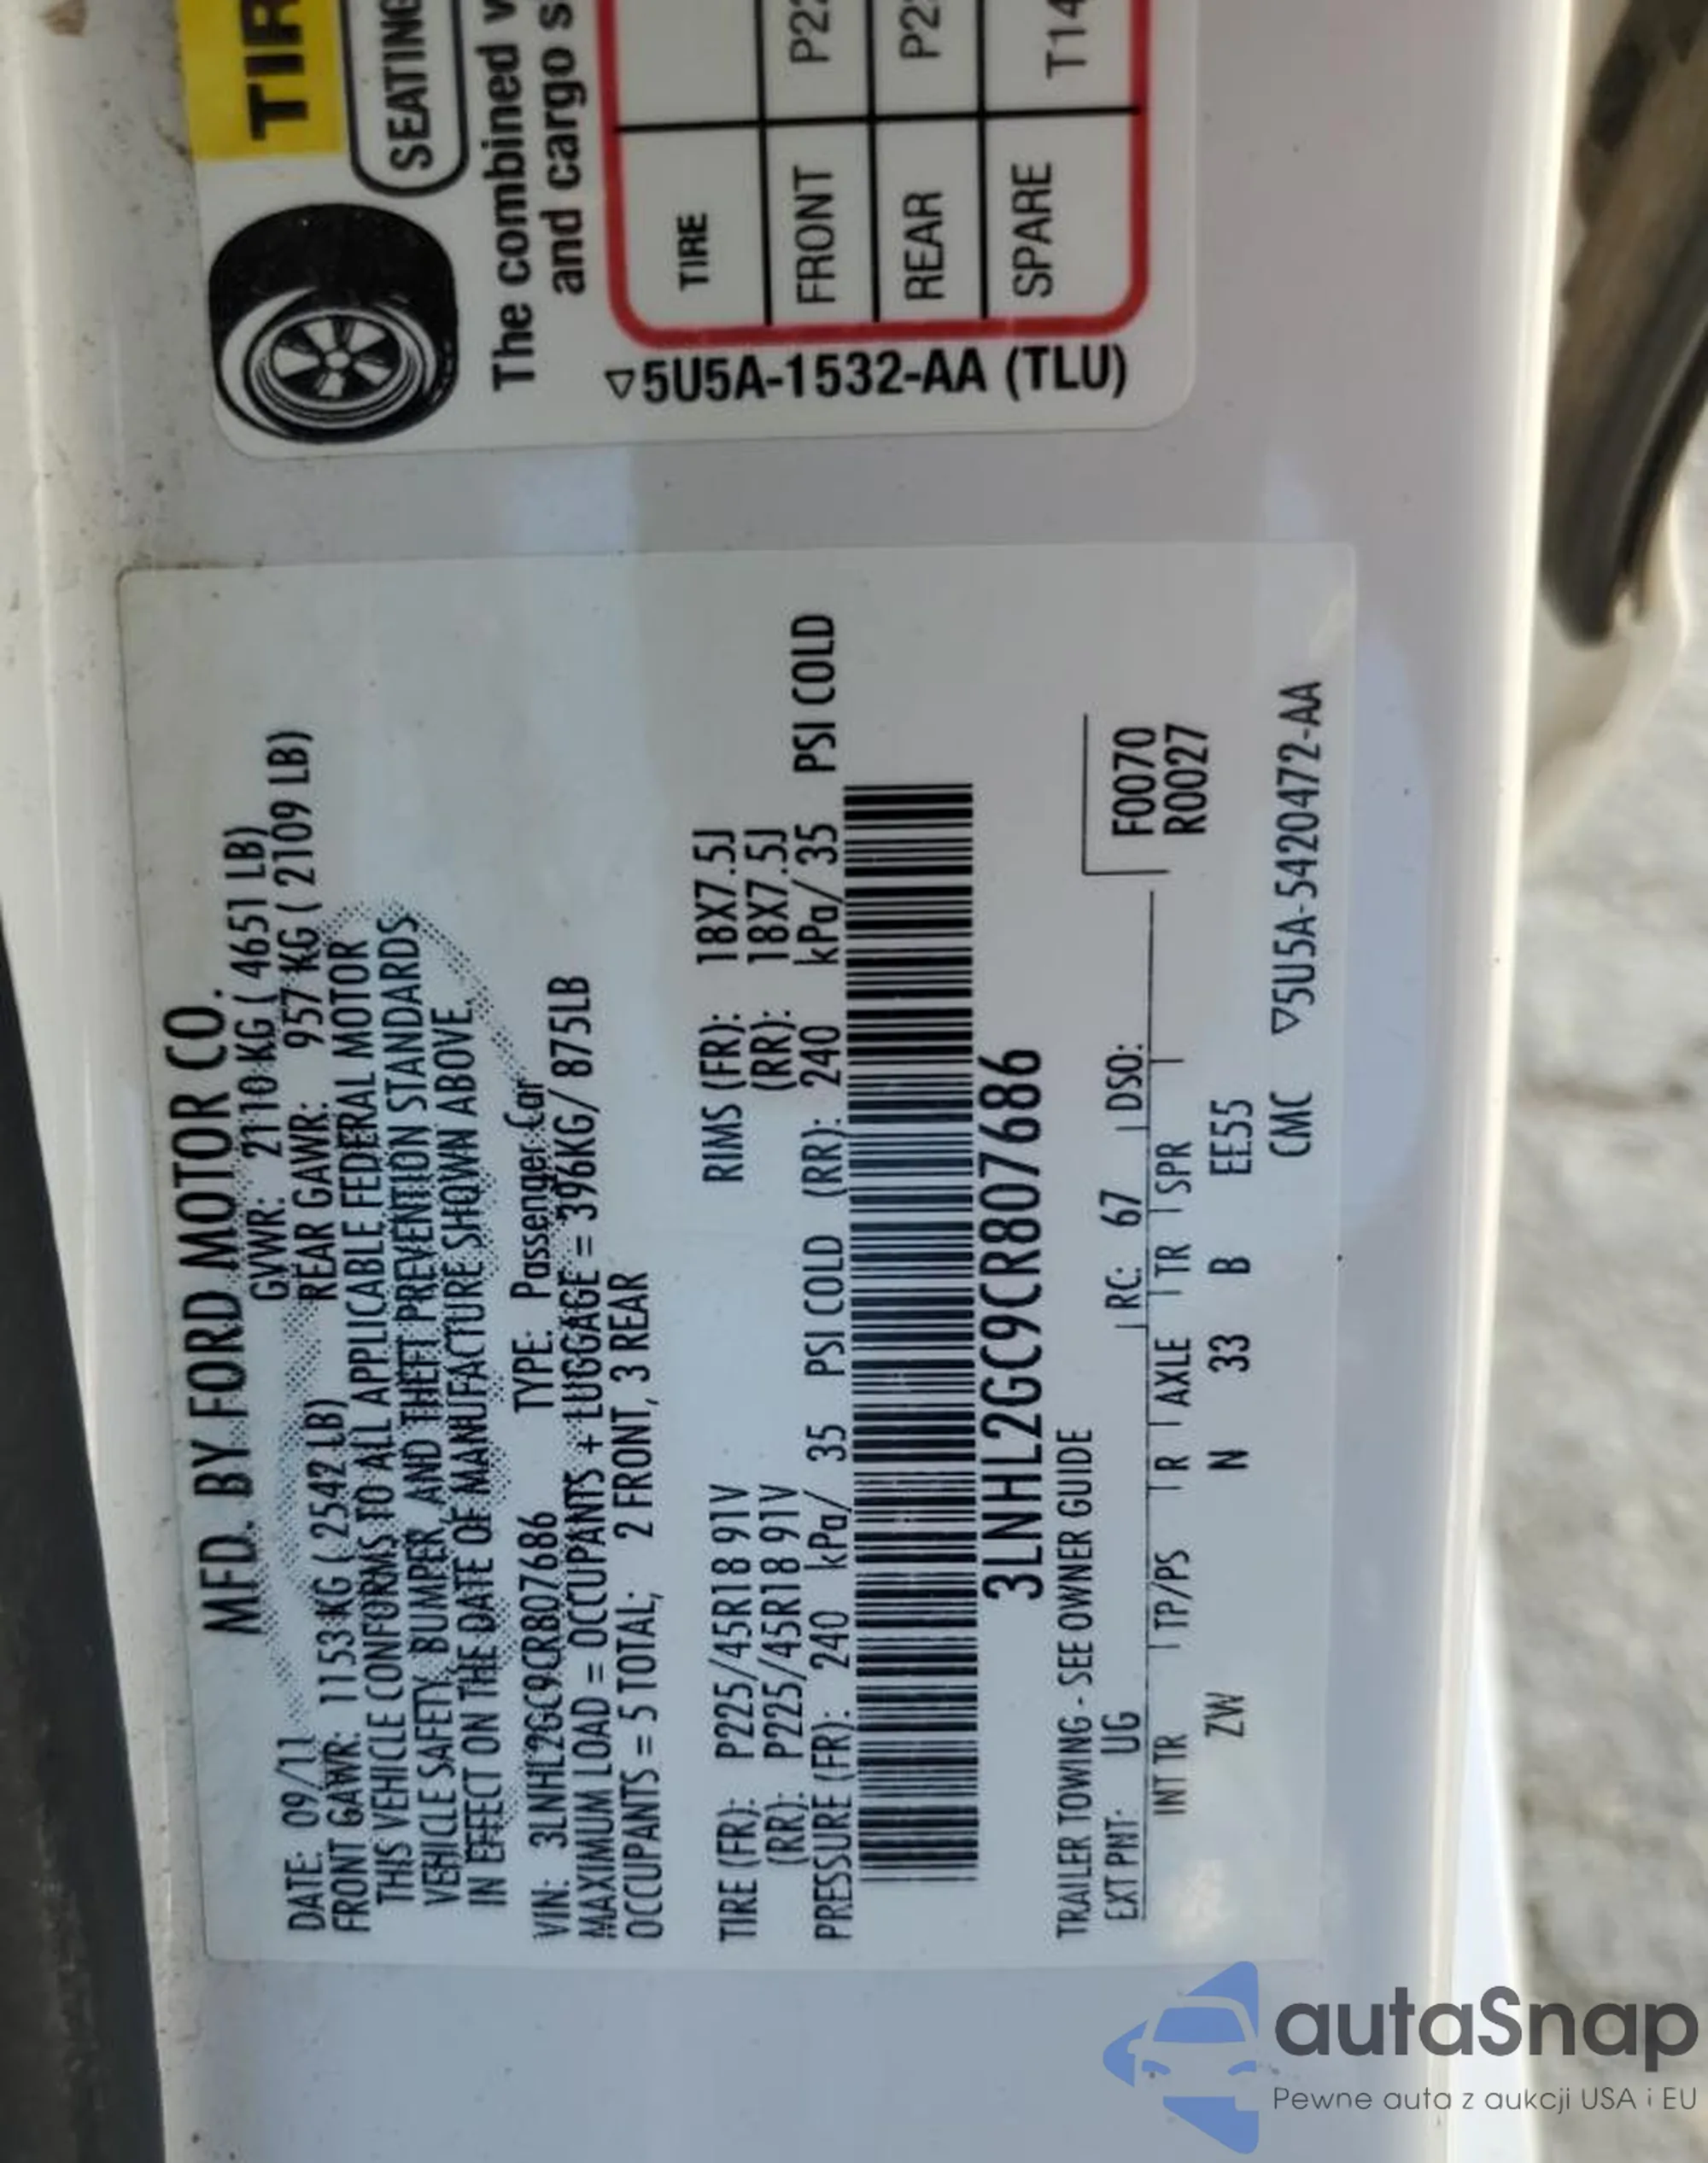 MFD. BY FORD MOTOR CO.
DATE: 09/11 GVWR: 2110 KG ( 4651 LB)
FRONT GAWR: 1153 KG ( 2542 LB) REAR GAWR: 957 KG ( 2109 LB)
THIS VEHICLE CONFORMS TO ALL APPLICABLE FEDERAL MOTOR
VEHICLE SAFETY, BUMPER, AND THEFT PREVENTION STANDARDS
IN EFFECT ON THE DATE OF MANUFACTURE SHOWN ABOVE.
VIN: 3LNHL2GC9CR807686 TYPE: Passenger Car
MAXIMUM LOAD = OCCUPANTS + LUGGAGE = 396KG/ 875LB
OCCUPANTS = 5 TOTAL; 2 FRONT, 3 REAR
TIRE (FR): P225/45R18 91V RIMS (FR): 18X7.5J
(RR): P225/45R18 91V (RR): 18X7.5J
PRESSURE (FR): 240 kPa/ 35 PSI COLD (RR): 240 kPa/ 35 PSI COLD
3LNHL2GC9CR807686
TRAILER TOWING - SEE OWNER GUIDE
EXT PNT: UG RC: 67 DSO:
F0070
R0027
INT TR TP/PS R AXLE TR SPR
ZW N 33 B EE55
CMC ▽5U5A-5420472-AA
TIR
SEATING
The combined
and cargo
TIRE
FRONT P22
REAR P2
SPARE T14
▽5U5A-1532-AA (TLU)
autaSnap
Pewne auta z aukcji USA i EU